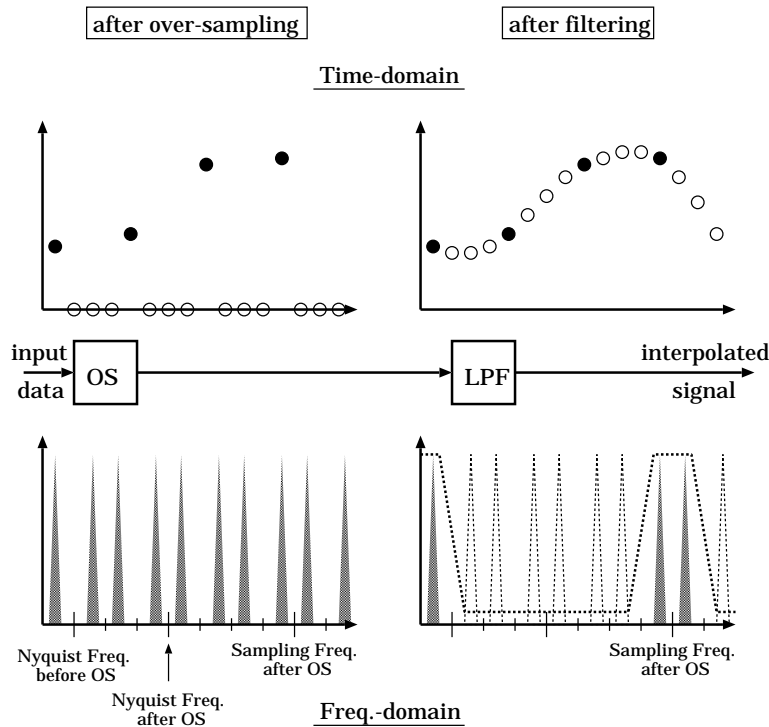 after over-sampling
after filtering
Time-domain
input
data
OS
LPF
interpolated
signal
Nyquist Freq.
before OS
Nyquist Freq.
after OS
Sampling Freq.
after OS
Sampling Freq.
after OS
Freq.-domain